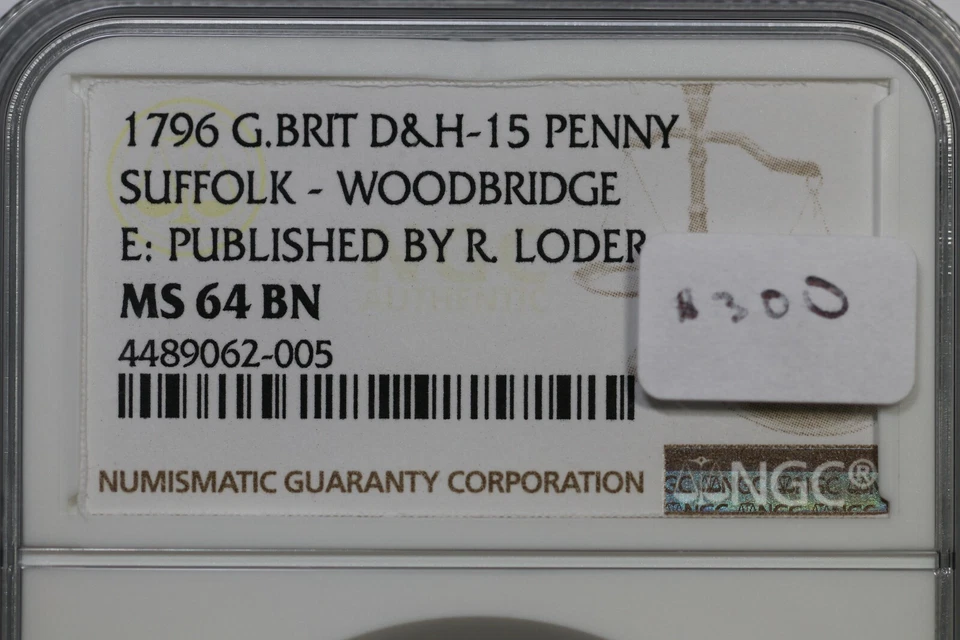 1796 G.BRIT D&H-15 PENNY
SUFFOLK - WOODBRIDGE
E: PUBLISHED BY R. LODER
MS 64 BN
$300
4489062-005
NUMISMATIC GUARANTY CORPORATION
NGC®